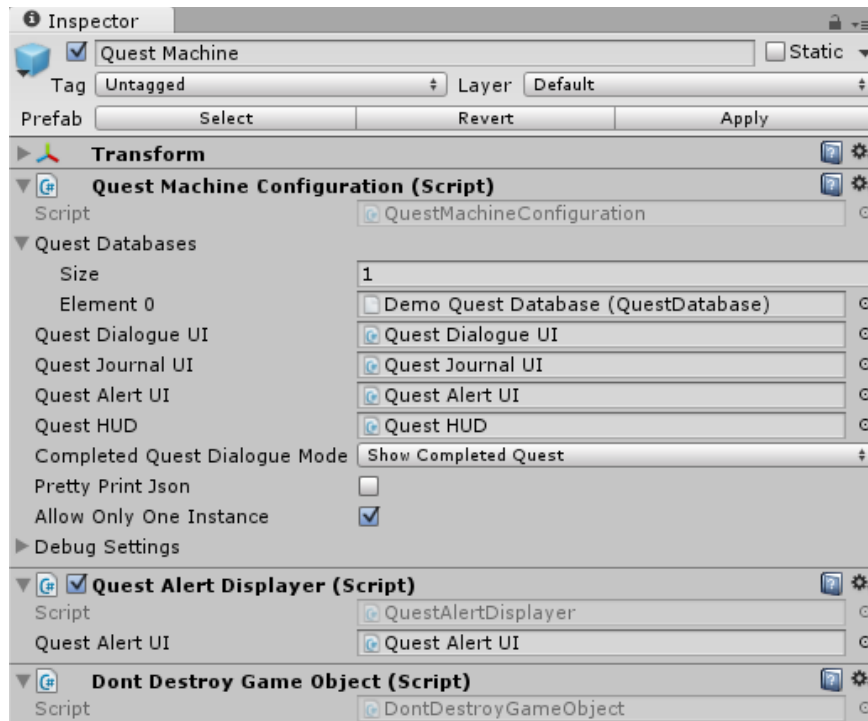 Inspector
Quest Machine Static
Tag Untagged Layer Default
Prefab Select Revert Apply
Transform
Quest Machine Configuration (Script)
Script QuestMachineConfiguration
Quest Databases
Size 1
Element 0 Demo Quest Database (QuestDatabase)
Quest Dialogue UI Quest Dialogue UI
Quest Journal UI Quest Journal UI
Quest Alert UI Quest Alert UI
Quest HUD Quest HUD
Completed Quest Dialogue Mode Show Completed Quest
Pretty Print Json
Allow Only One Instance
Debug Settings
Quest Alert Displayer (Script)
Script QuestAlertDisplayer
Quest Alert UI Quest Alert UI
Dont Destroy Game Object (Script)
Script DontDestroyGameObject